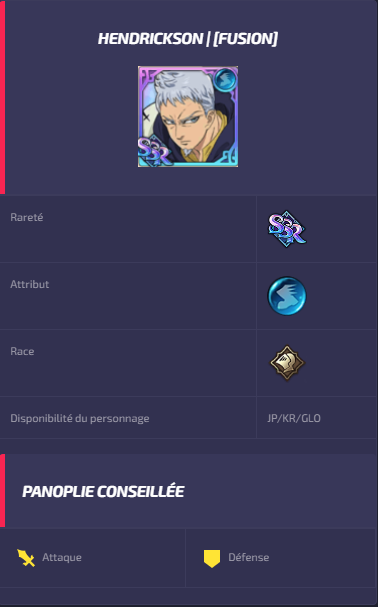 HENDRICKSON | [FUSION]
SSR
Rareté
SSR
Attribut
Race
Disponibilité du personnage JP/KR/GLO
PANOPLIE CONSEILLÉE
Attaque Défense